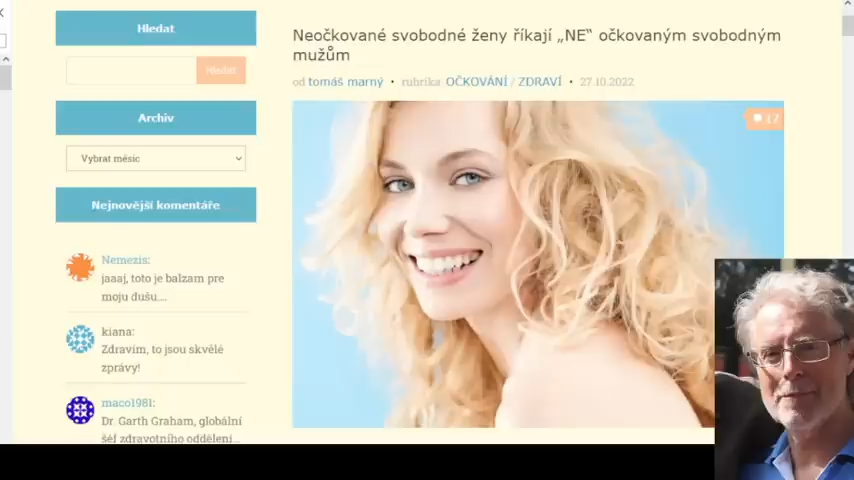 Hledat
Hledat
Archiv
Vybrat měsíc
Nejnovější komentáře
Nemezis:
jaaaj, toto je balzam pre
moju dušu....
kiana:
Zdravim, to jsou skvělé
zprávy!
maco1981:
Dr. Garth Graham, globální
šéf zdravotního oddělení...
Neočkované svobodné ženy říkají „NE“ očkovaným svobodným
mužům
od tomáš marný • rubrika: OČKOVÁNÍ / ZDRAVÍ • 27.10.2022
17